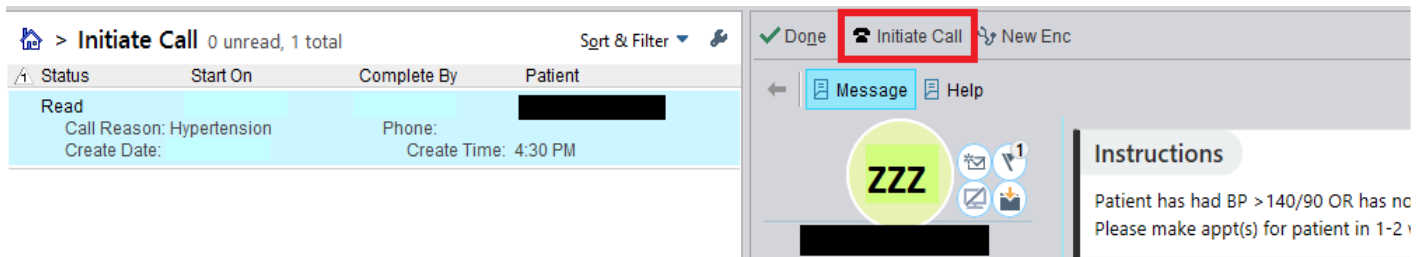 > Initiate Call 0 unread, 1 total Sort & Filter
Status Start On Complete By Patient
Read
Call Reason: Hypertension Phone:
Create Date: Create Time: 4:30 PM
Done Initiate Call New Enc
Message Help
ZZZ
1
Instructions
Patient has had BP >140/90 OR has
Please make appt(s) for patient in 1-2